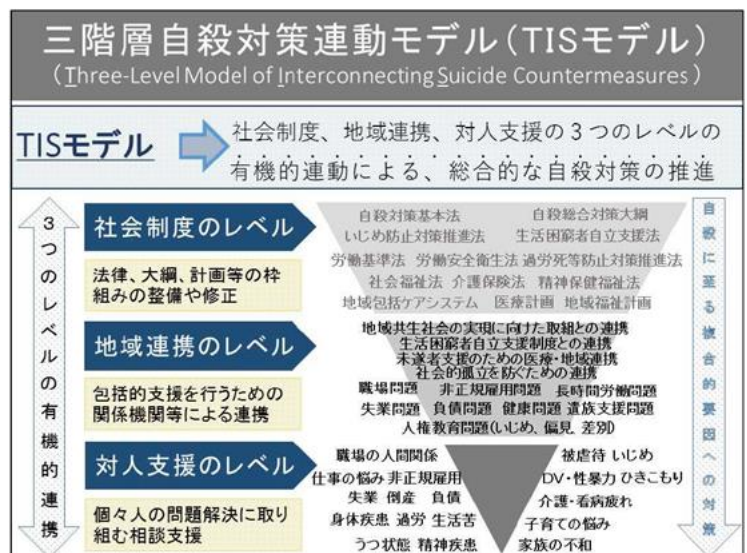 三階層自殺対策連動モデル(TISモデル)
(Three-Level Model of Interconnecting Suicide Countermeasures)
TISモデル
社会制度、地域連携、対人支援の3つのレベルの
有機的連動による、総合的な自殺対策の推進
3つのレベルの有機的連携
社会制度のレベル
法律、大綱、計画等の枠
組みの整備や修正
自殺対策基本法 自殺総合対策大綱
いじめ防止対策推進法 生活困窮者自立支援法
労働基準法 労働安全衛生法 過労死等防止対策推進法
社会福祉法 介護保険法 精神保健福祉法
地域包括ケアシステム 医療計画 地域福祉計画
地域連携のレベル
包括的支援を行うための
関係機関等による連携
地域共生社会の実現に向けた取組との連携
生活困窮者自立支援制度との連携
未遂者支援のための医療・地域連携
社会的孤立を防ぐための連携
職場問題 非正規雇用問題 長時間労働問題
失業問題 負債問題 健康問題 遺族支援問題
人権教育問題(いじめ、偏見、差別)
対人支援のレベル
個々人の問題解決に取り
組む相談支援
職場の人間関係 被虐待 いじめ
仕事の悩み 非正規雇用 DV・性暴力 ひきこもり
失業 倒産 負債 介護・看病疲れ
身体疾患 過労 生活苦 子育ての悩み
うつ状態 精神疾患 家族の不和
自殺に至る複合的要因への対策